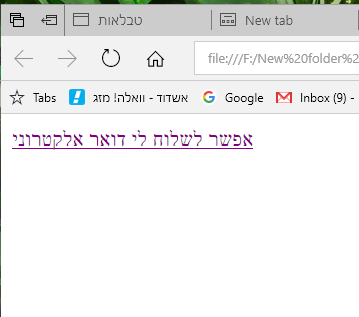 טבלאות
New tab
file:///F:/New%20folder%2
Tabs
אשדוד - וואלה! מזג
Google
Inbox (9) -
אפשר לשלוח לי דואר אלקטרוני